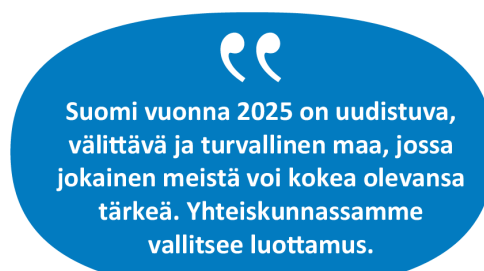 Suomi vuonna 2025 on uudistuva,
välittävä ja turvallinen maa, jossa
jokainen meistä voi kokea olevansa
tärkeä. Yhteiskunnassamme
vallitsee luottamus.